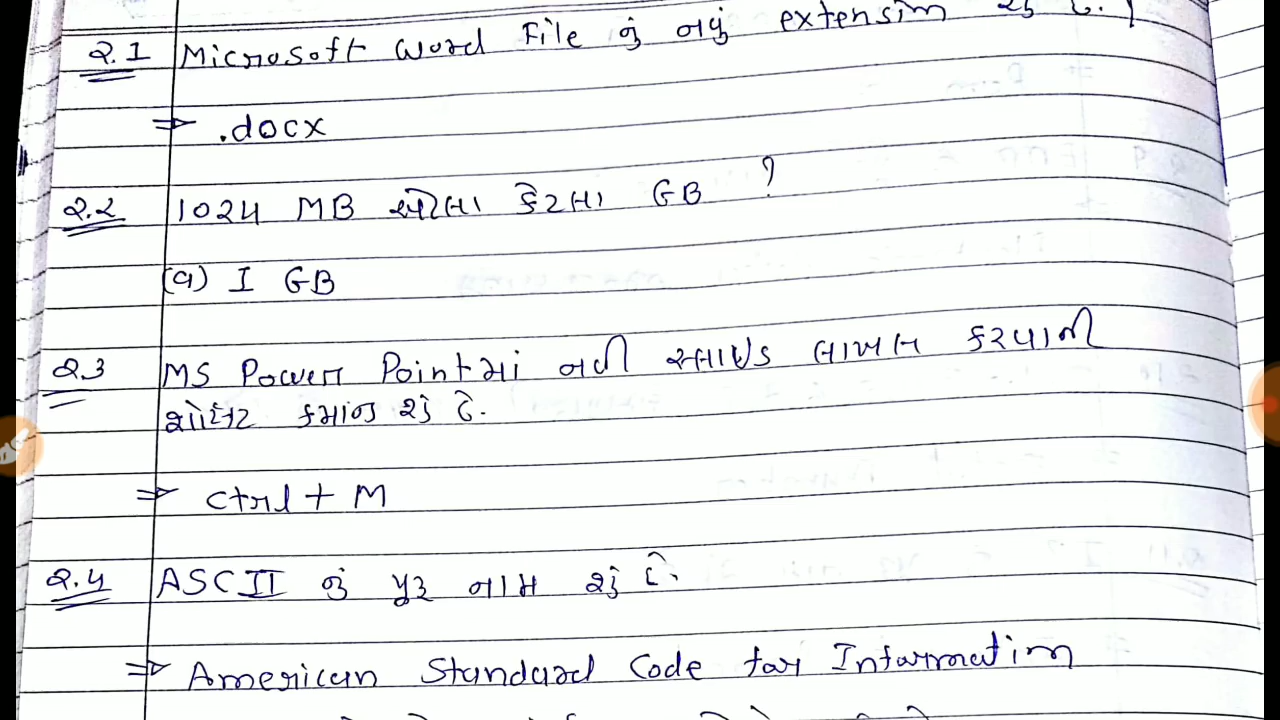 Q.1 Microsoft Word File નું નવું extension શું છે. ?
⇒ .docx
Q.2 1024 MB બરાબર કેટલા GB ?
(a) 1 GB
Q.3 MS Power Pointમાં નવી સ્લાઈડ દાખલ કરવાની
શોર્ટકટ કમાન્ડ શું છે.
⇒ ctrl + M
Q.4 ASCII નું પુરૂ નામ શું છે.
⇒ American Standard Code for Information